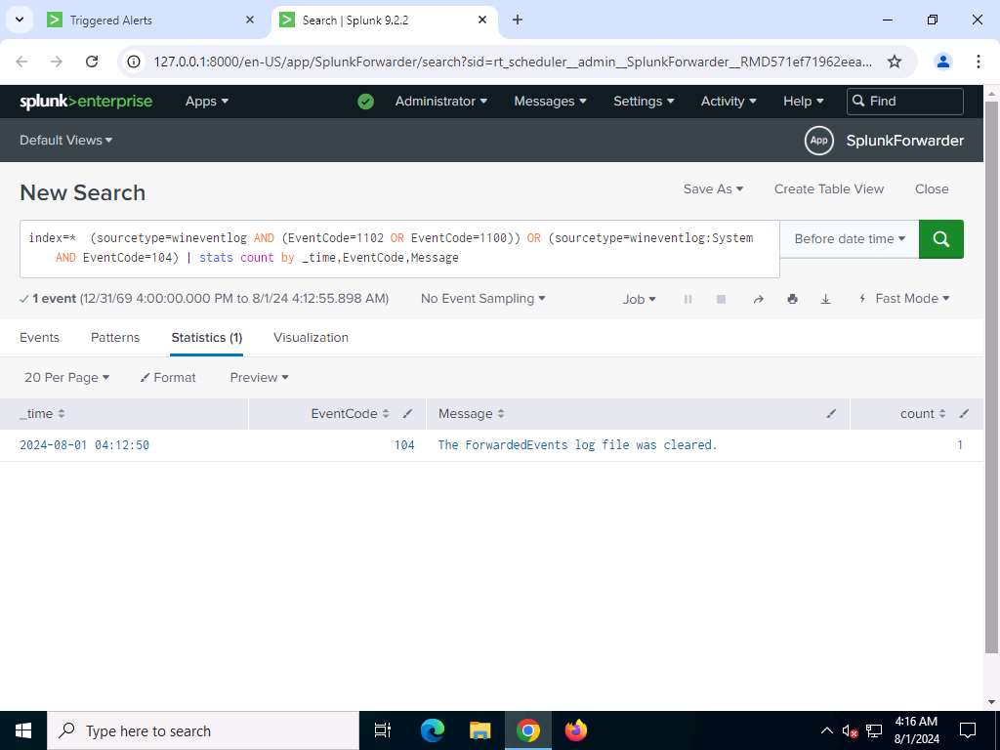 Triggered Alerts
Search | Splunk 9.2.2
127.0.0.1:8000/en-US/app/SplunkForwarder/search?sid=rt_scheduler__admin__SplunkForwarder__RMD571ef71962eea...
splunk>enterprise Apps Administrator Messages Settings Activity Help Find
Default Views App SplunkForwarder
New Search Save As Create Table View Close
index=* (sourcetype=wineventlog AND (EventCode=1102 OR EventCode=1100)) OR (sourcetype=wineventlog:System
AND EventCode=104) | stats count by _time,EventCode,Message
Before date time
1 event (12/31/69 4:00:00.000 PM to 8/1/24 4:12:55.898 AM) No Event Sampling Job Fast Mode
Events Patterns Statistics (1) Visualization
20 Per Page Format Preview
_time EventCode Message count
2024-08-01 04:12:50 104 The ForwardedEvents log file was cleared. 1
Type here to search
4:16 AM
8/1/2024